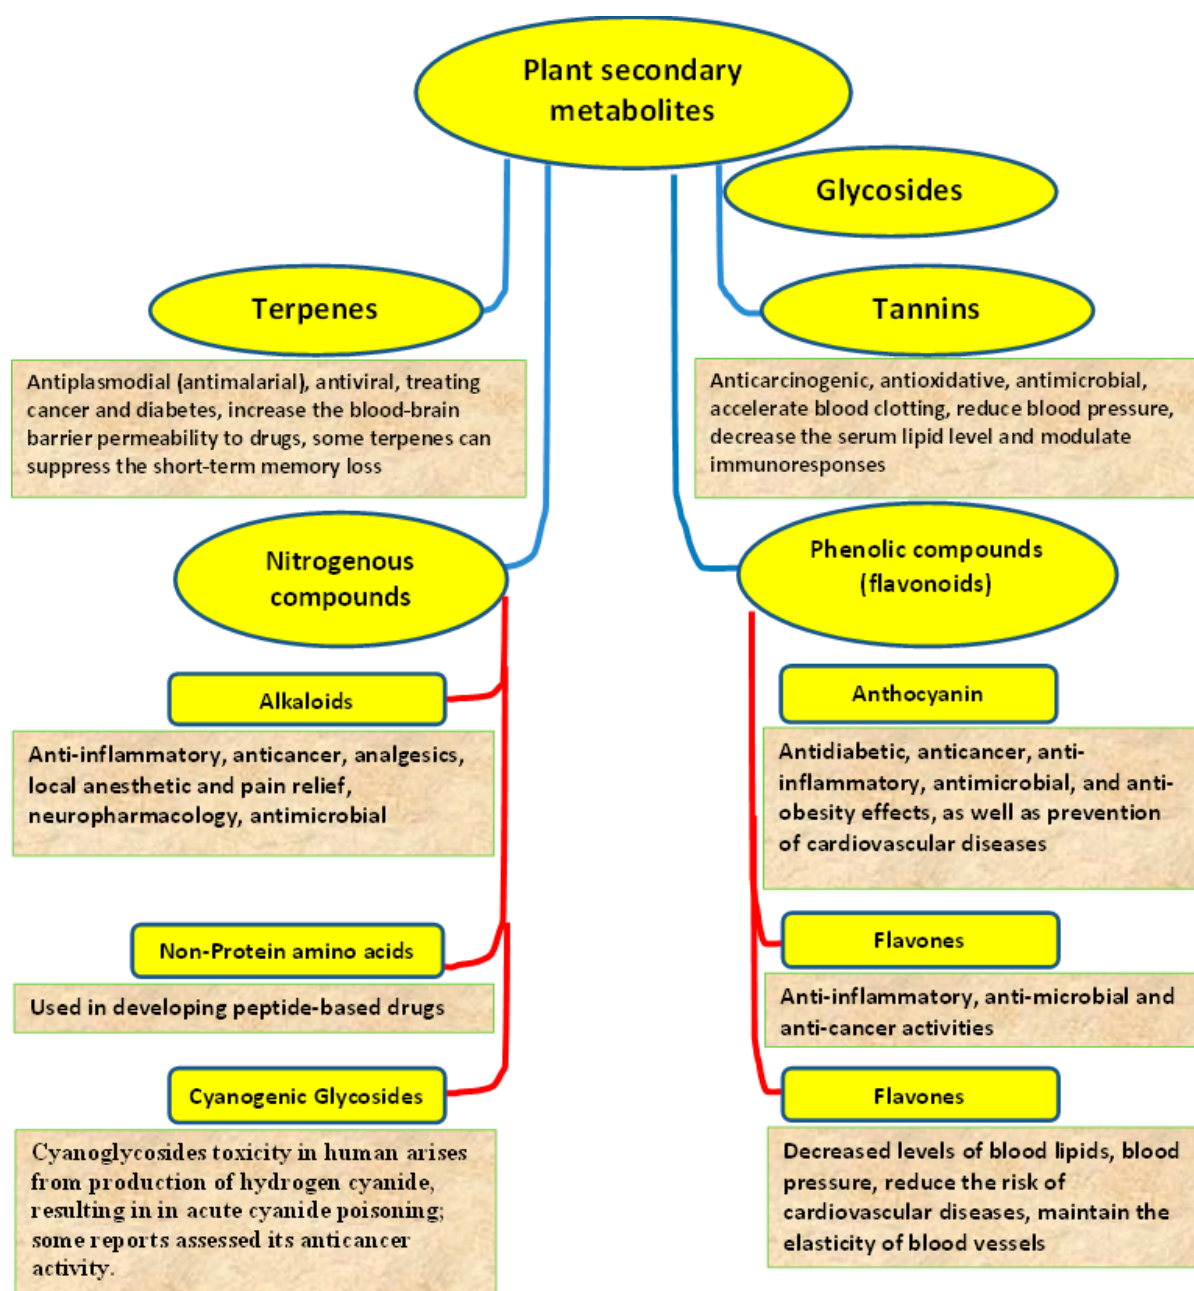 Plant secondary
metabolites
Glycosides
Terpenes
Antiplasmodial (antimalarial), antiviral, treating
cancer and diabetes, increase the blood-brain
barrier permeability to drugs, some terpenes can
suppress the short-term memory loss
Tannins
Anticarcinogenic, antioxidative, antimicrobial,
accelerate blood clotting, reduce blood pressure,
decrease the serum lipid level and modulate
immunoresponses
Nitrogenous
compounds
Alkaloids
Anti-inflammatory, anticancer, analgesics,
local anesthetic and pain relief,
neuropharmacology, antimicrobial
Non-Protein amino acids
Used in developing peptide-based drugs
Cyanogenic Glycosides
Cyanoglycosides toxicity in human arises
from production of hydrogen cyanide,
resulting in in acute cyanide poisoning;
some reports assessed its anticancer
activity.
Phenolic compounds
(flavonoids)
Anthocyanin
Antidiabetic, anticancer, anti-
inflammatory, antimicrobial, and anti-
obesity effects, as well as prevention
of cardiovascular diseases
Flavones
Anti-inflammatory, anti-microbial and
anti-cancer activities
Flavones
Decreased levels of blood lipids, blood
pressure, reduce the risk of
cardiovascular diseases, maintain the
elasticity of blood vessels